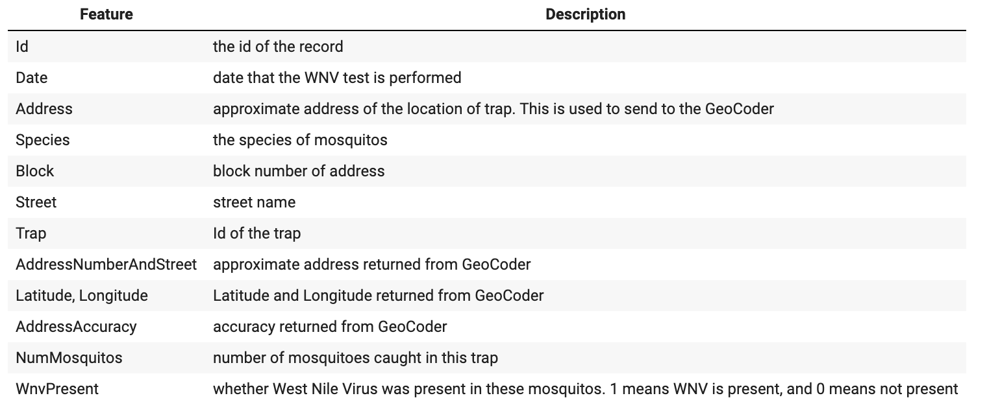 Feature Description
Id the id of the record
Date date that the WNV test is performed
Address approximate address of the location of trap. This is used to send to the GeoCoder
Species the species of mosquitos
Block block number of address
Street street name
Trap Id of the trap
AddressNumberAndStreet approximate address returned from GeoCoder
Latitude, Longitude Latitude and Longitude returned from GeoCoder
AddressAccuracy accuracy returned from GeoCoder
NumMosquitos number of mosquitoes caught in this trap
WnvPresent whether West Nile Virus was present in these mosquitos. 1 means WNV is present, and 0 means not present